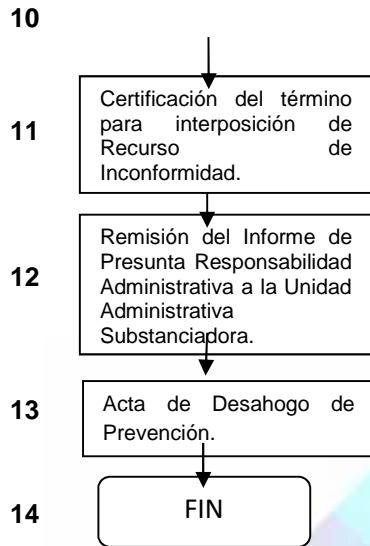 10
11
Certificación del término
para interposición de
Recurso de
Inconformidad.
12
Remisión del Informe de
Presunta Responsabilidad
Administrativa a la Unidad
Administrativa
Substanciadora.
13
Acta de Desahogo de
Prevención.
14
FIN